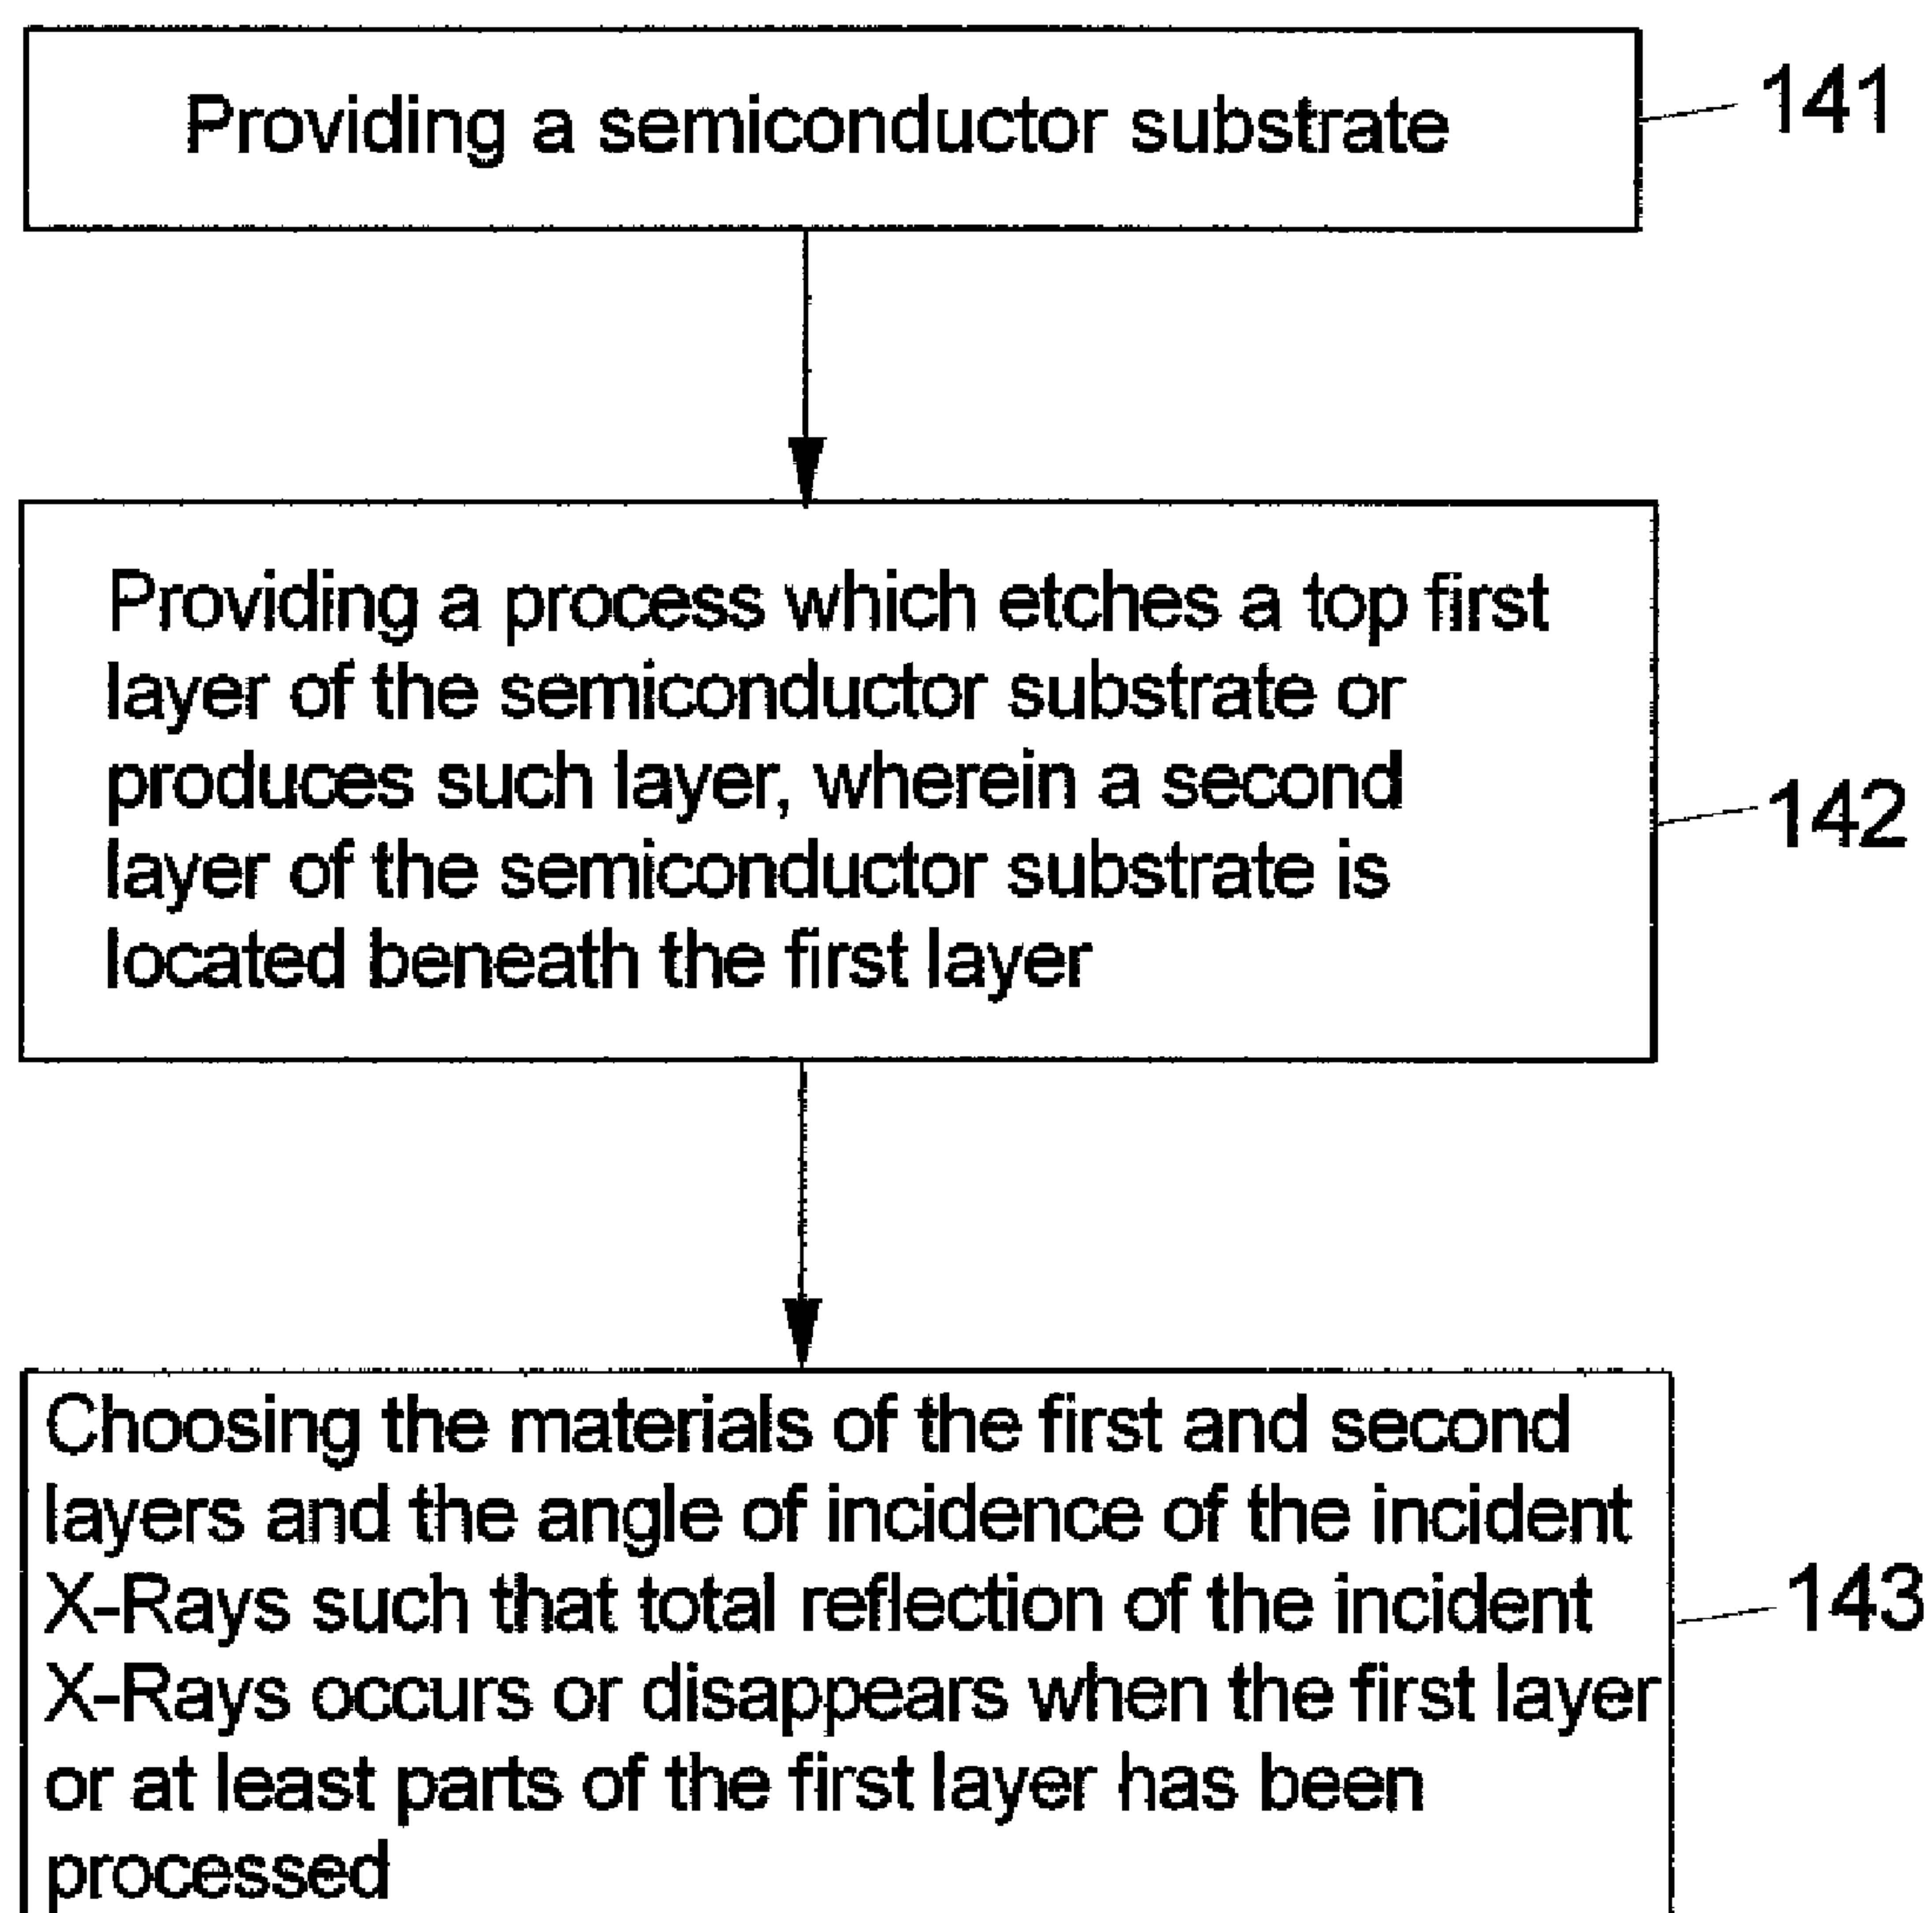 Providing a semiconductor substrate
141
Providing a process which etches a top first
layer of the semiconductor substrate or
produces such layer, wherein a second
layer of the semiconductor substrate is
located beneath the first layer
142
Choosing the materials of the first and second
layers and the angle of incidence of the incident
X-Rays such that total reflection of the incident
X-Rays occurs or disappears when the first layer
or at least parts of the first layer has been
processed
143